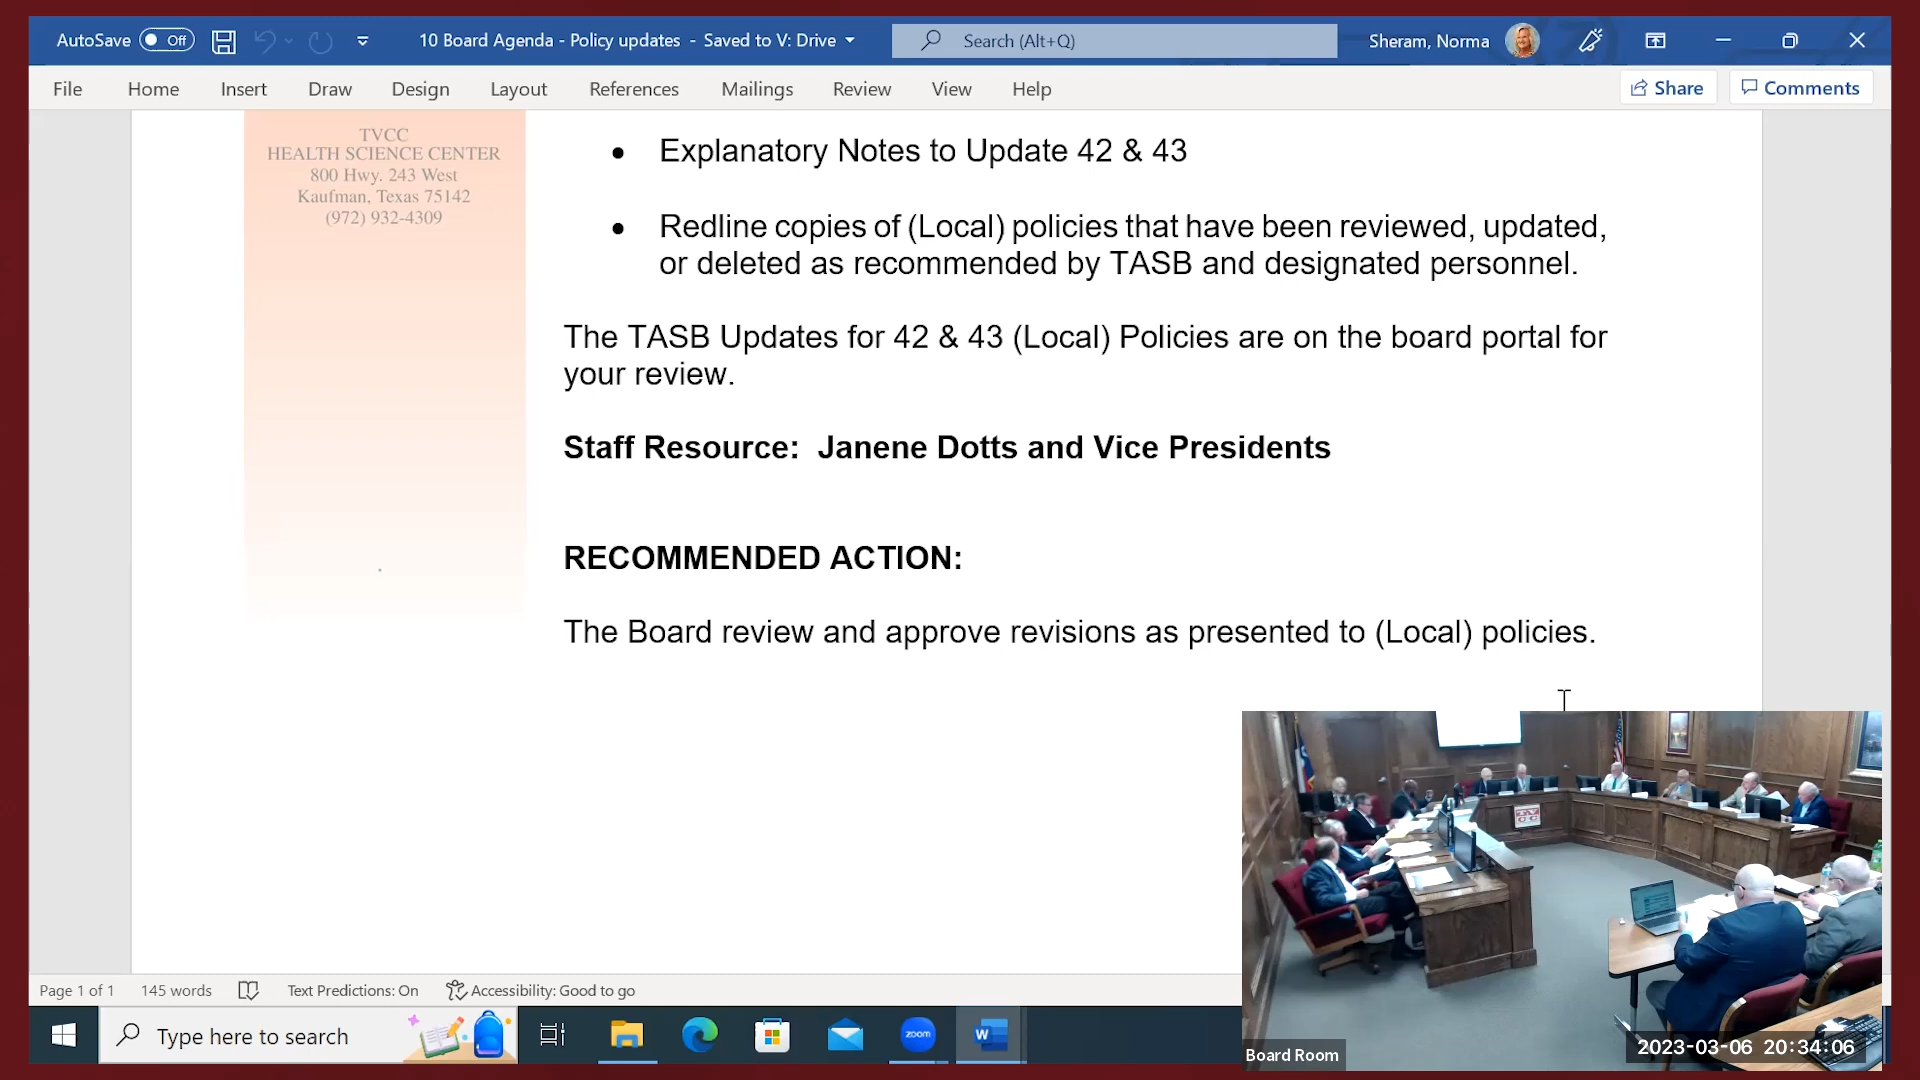 AutoSave Off 10 Board Agenda - Policy updates - Saved to V: Drive Search (Alt+Q) Sheram, Norma
File Home Insert Draw Design Layout References Mailings Review View Help Share Comments
TVCC
HEALTH SCIENCE CENTER
800 Hwy. 243 West
Kaufman, Texas 75142
(972) 932-4309
• Explanatory Notes to Update 42 & 43
• Redline copies of (Local) policies that have been reviewed, updated,
or deleted as recommended by TASB and designated personnel.
The TASB Updates for 42 & 43 (Local) Policies are on the board portal for
your review.
Staff Resource: Janene Dotts and Vice Presidents
RECOMMENDED ACTION:
The Board review and approve revisions as presented to (Local) policies.
Page 1 of 1 145 words Text Predictions: On Accessibility: Good to go
Type here to search
zoom
W
Board Room
2023-03-06 20:34:06